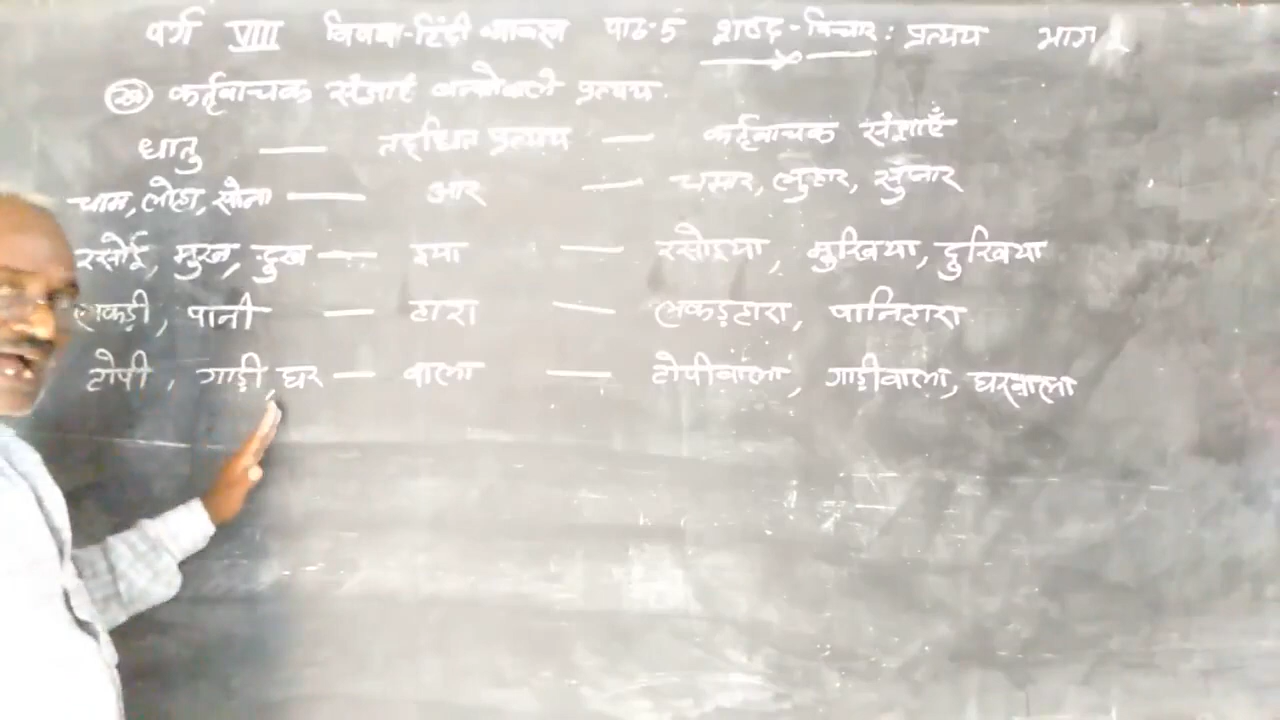 वर्ग VIII विषय-हिंदी व्याकरण पाठ-5 शब्द-विचार: प्रत्यय भाग
(ख) कर्तृवाचक संज्ञाएँ बनानेवाले प्रत्यय.
धातु — तद्धित प्रत्यय — कर्तृवाचक संज्ञाएँ
चाम, लोहा, सोना — आर — चमार, लुहार, सुनार
रसोई, मुख, दुख — इया — रसोइया, मुखिया, दुखिया
लकड़ी, पानी — हारा — लकड़हारा, पानिहारा
टोपी, गाड़ी, घर — वाला — टोपीवाला, गाड़ीवाला, घरवाला